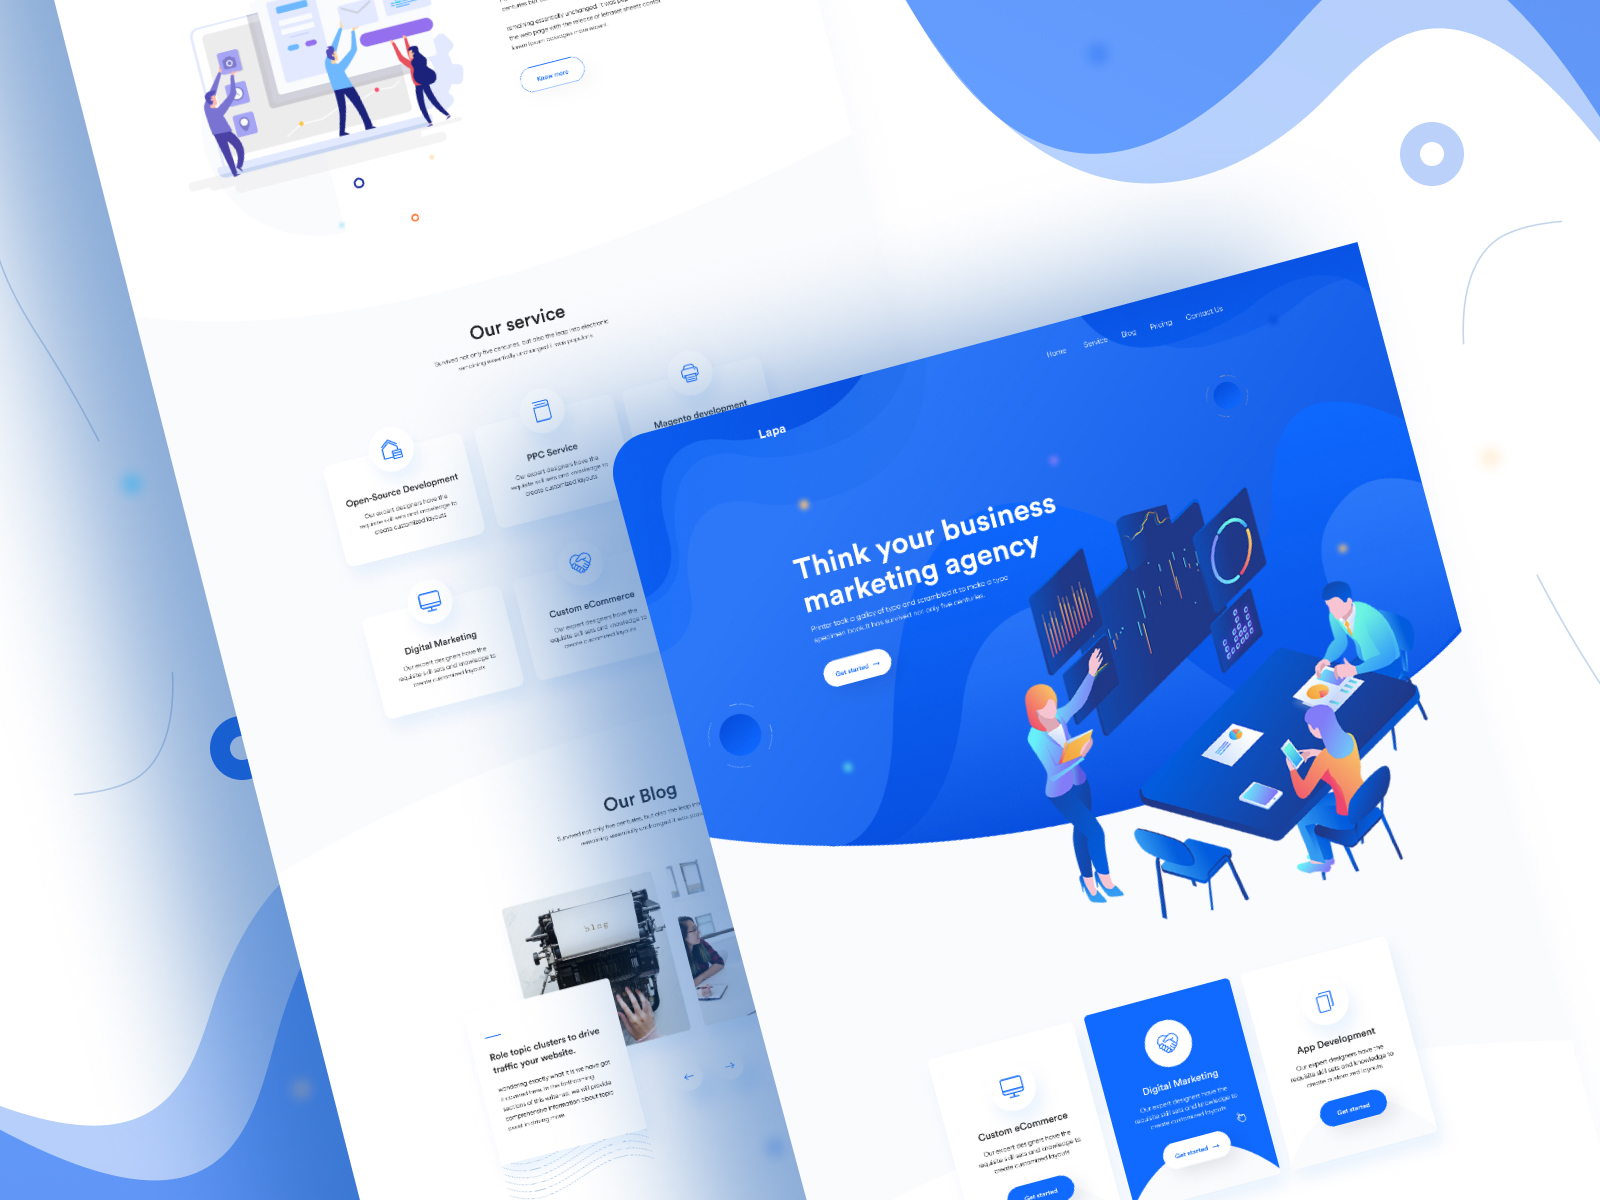 remaining essentially unchanged. It was
the web page with the release of letraset sheets contair
lorem Ipsum passages more recent.
Know more
Our service
Survived not only five centuries, but also the leap into electronic
remaining essentially unchanged it was popularis
Open-Source Development
Our expert designers have the
requisite skill sets and knowledge to
create customized layouts
PPC Service
Our expert designers have the
requisite skill sets and knowledge to
create customized layouts
Magento development
Digital Marketing
Our expert designers have the
requisite skill sets and knowledge to
create customized layouts
Custom eCommerce
Our expert designers have the
requisite skill sets and knowledge to
create customized layouts
Our Blog
Survived not only five centuries, but also the leap
remaining essentially unchanged it was
blog
Role topic clusters to drive
traffic your website.
wondering exactly what it is we have got
covered here. In the forthcoming
sections of this we will provide
comprehensive information about topic
in driving more.
Lapa
Home
Service
Blog
Pricing
Contact Us
Think your business
marketing agency
Printer took a galley of type and scrambled it to make a type
specimen book. It has survived not only five centuries.
Get started →
Custom eCommerce
Our expert designers have the
requisite skill sets and knowledge to
create customized layouts
Get started
Digital Marketing
Our expert designers have the
requisite skill sets and knowledge to
create customized layouts
Get started →
App Development
Our expert designers have the
requisite skill sets and knowledge to
create customized layouts
Get started